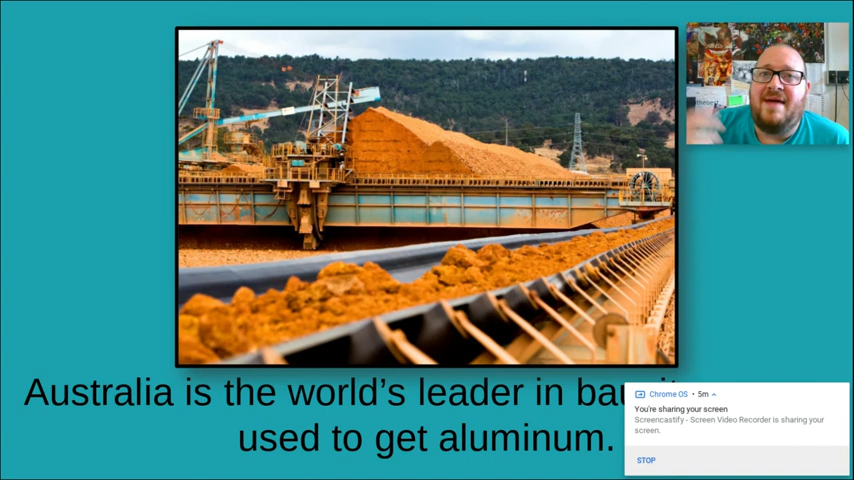 Australia is the world's leader in
used to get aluminum.
Chrome OS • 5m
You're sharing your screen
Screencastify - Screen Video Recorder is sharing your
screen.
STOP